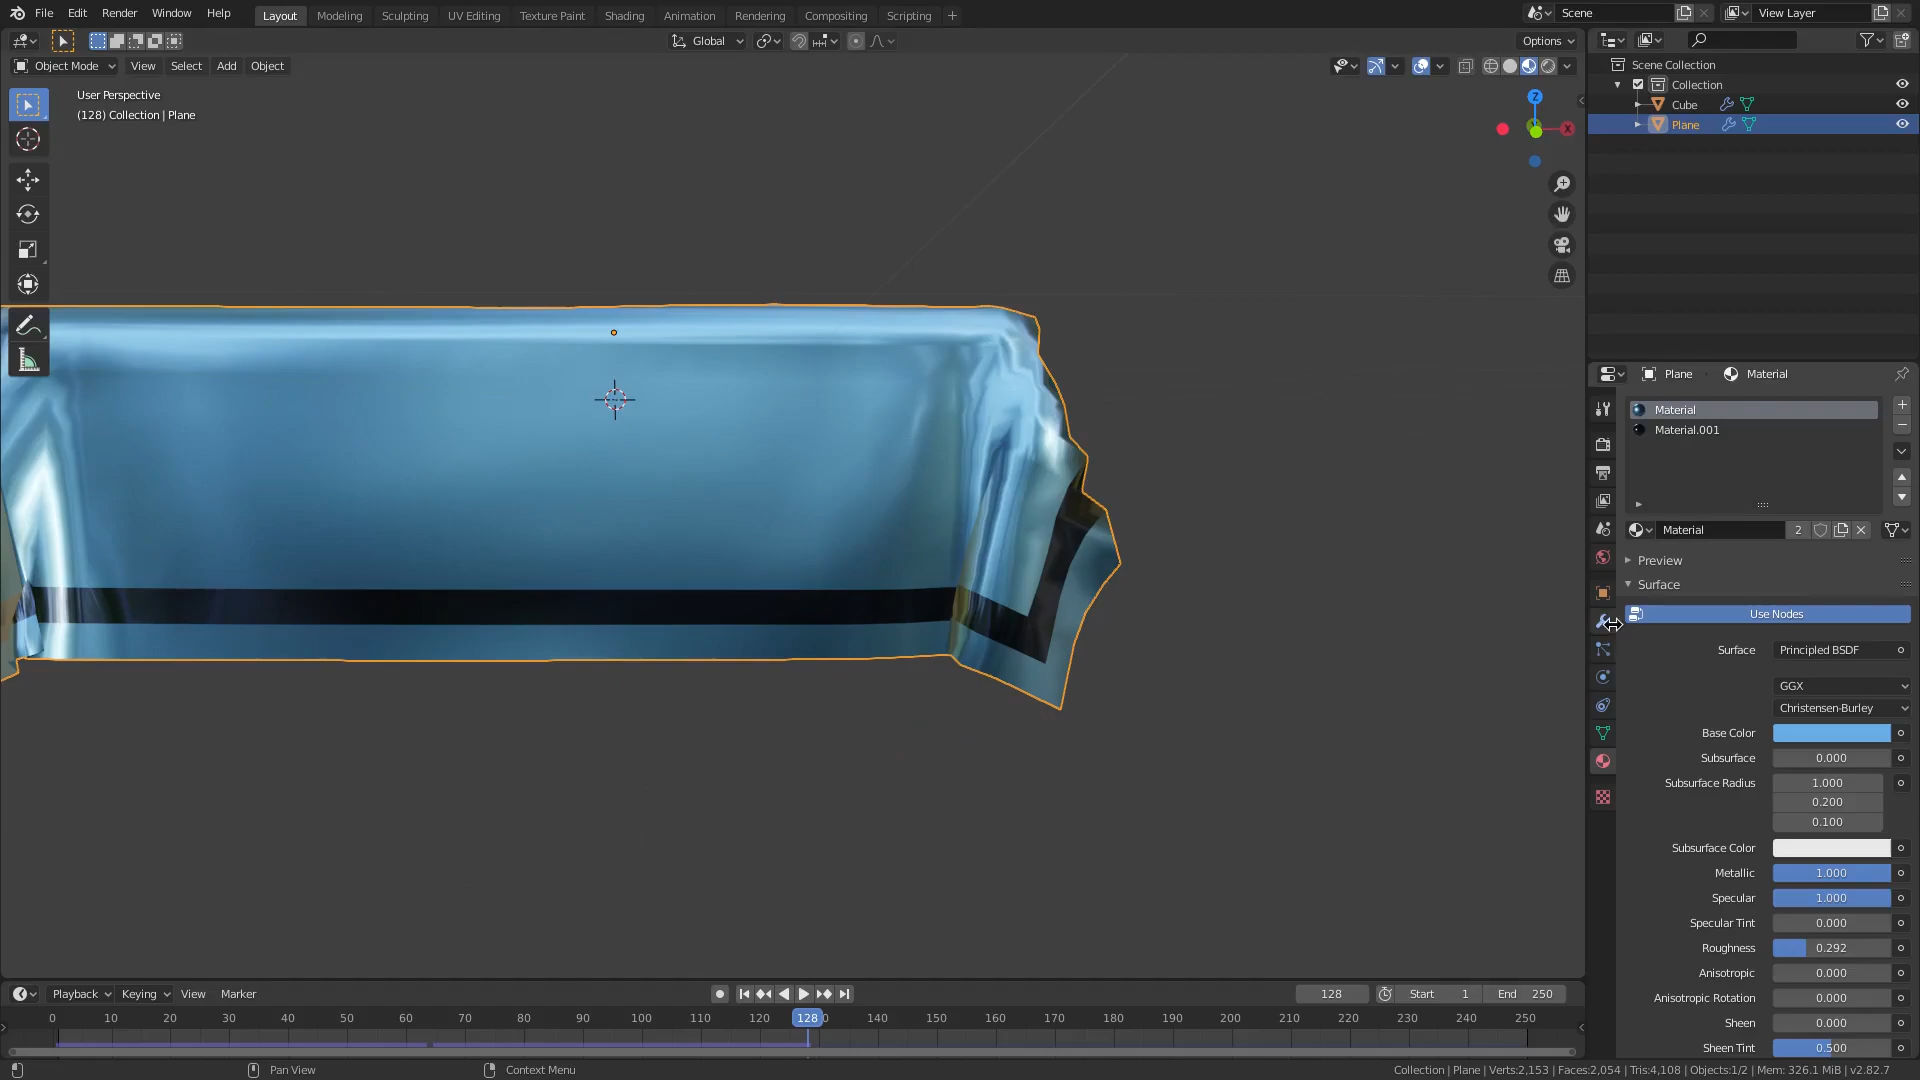 File Edit Render Window Help Layout Modeling Sculpting UV Editing Texture Paint Shading Animation Rendering Compositing Scripting + Scene View Layer
Global Options
Object Mode View Select Add Object
User Perspective
(128) Collection | Plane
Z
X
Scene Collection
Collection
Cube
Plane
Plane Material
Material
Material.001
Material 2
Preview
Surface
Use Nodes
Surface Principled BSDF
GGX
Christensen-Burley
Base Color
Subsurface 0.000
Subsurface Radius 1.000
0.200
0.100
Subsurface Color
Metallic 1.000
Specular 1.000
Specular Tint 0.000
Roughness 0.292
Anisotropic 0.000
Anisotropic Rotation 0.000
Sheen 0.000
Sheen Tint 0.500
Playback Keying View Marker 128 Start 1 End 250
0 10 20 30 40 50 60 70 80 90 100 110 120 128 0 140 150 160 170 180 190 200 210 220 230 240 250
Pan View Context Menu Collection | Plane | Verts:2,153 | Faces:2,054 | Tris:4,108 | Objects:1/2 | Mem: 326.1 MiB | v2.82.7